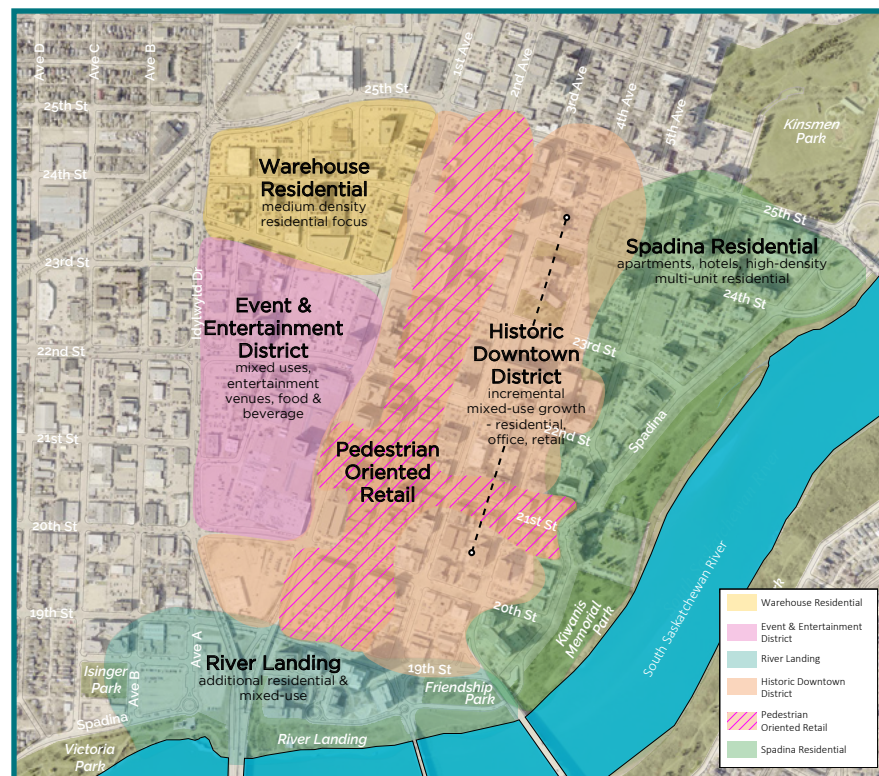 Ave D
Ave C
Ave B
1st Ave
2nd Ave
3rd Ave
4th Ave
5th Ave
25th St
25th St
Kinsmen
Park
24th St
Warehouse
Residential
medium density
residential focus
25th St
Spadina Residential
apartments, hotels, high-density
multi-unit residential
23rd St
Idylwyld Dr
24th St
Event &
Entertainment
District
mixed uses,
entertainment
venues, food &
beverage
Historic
Downtown
District
incremental
mixed-use growth
- residential,
office, retail
23rd St
22nd St
22nd St
Spadina
21st St
Pedestrian
Oriented
Retail
21st St
20th St
20th St
Kiwanis
Memorial
Park
South Saskatchewan River
19th St
Ave A
River Landing
additional residential &
mixed-use
19th St
Isinger
Park
Ave B
Friendship
Park
Spadina
River Landing
Victoria
Park
Warehouse Residential
Event & Entertainment
District
River Landing
Historic Downtown
District
Pedestrian
Oriented Retail
Spadina Residential